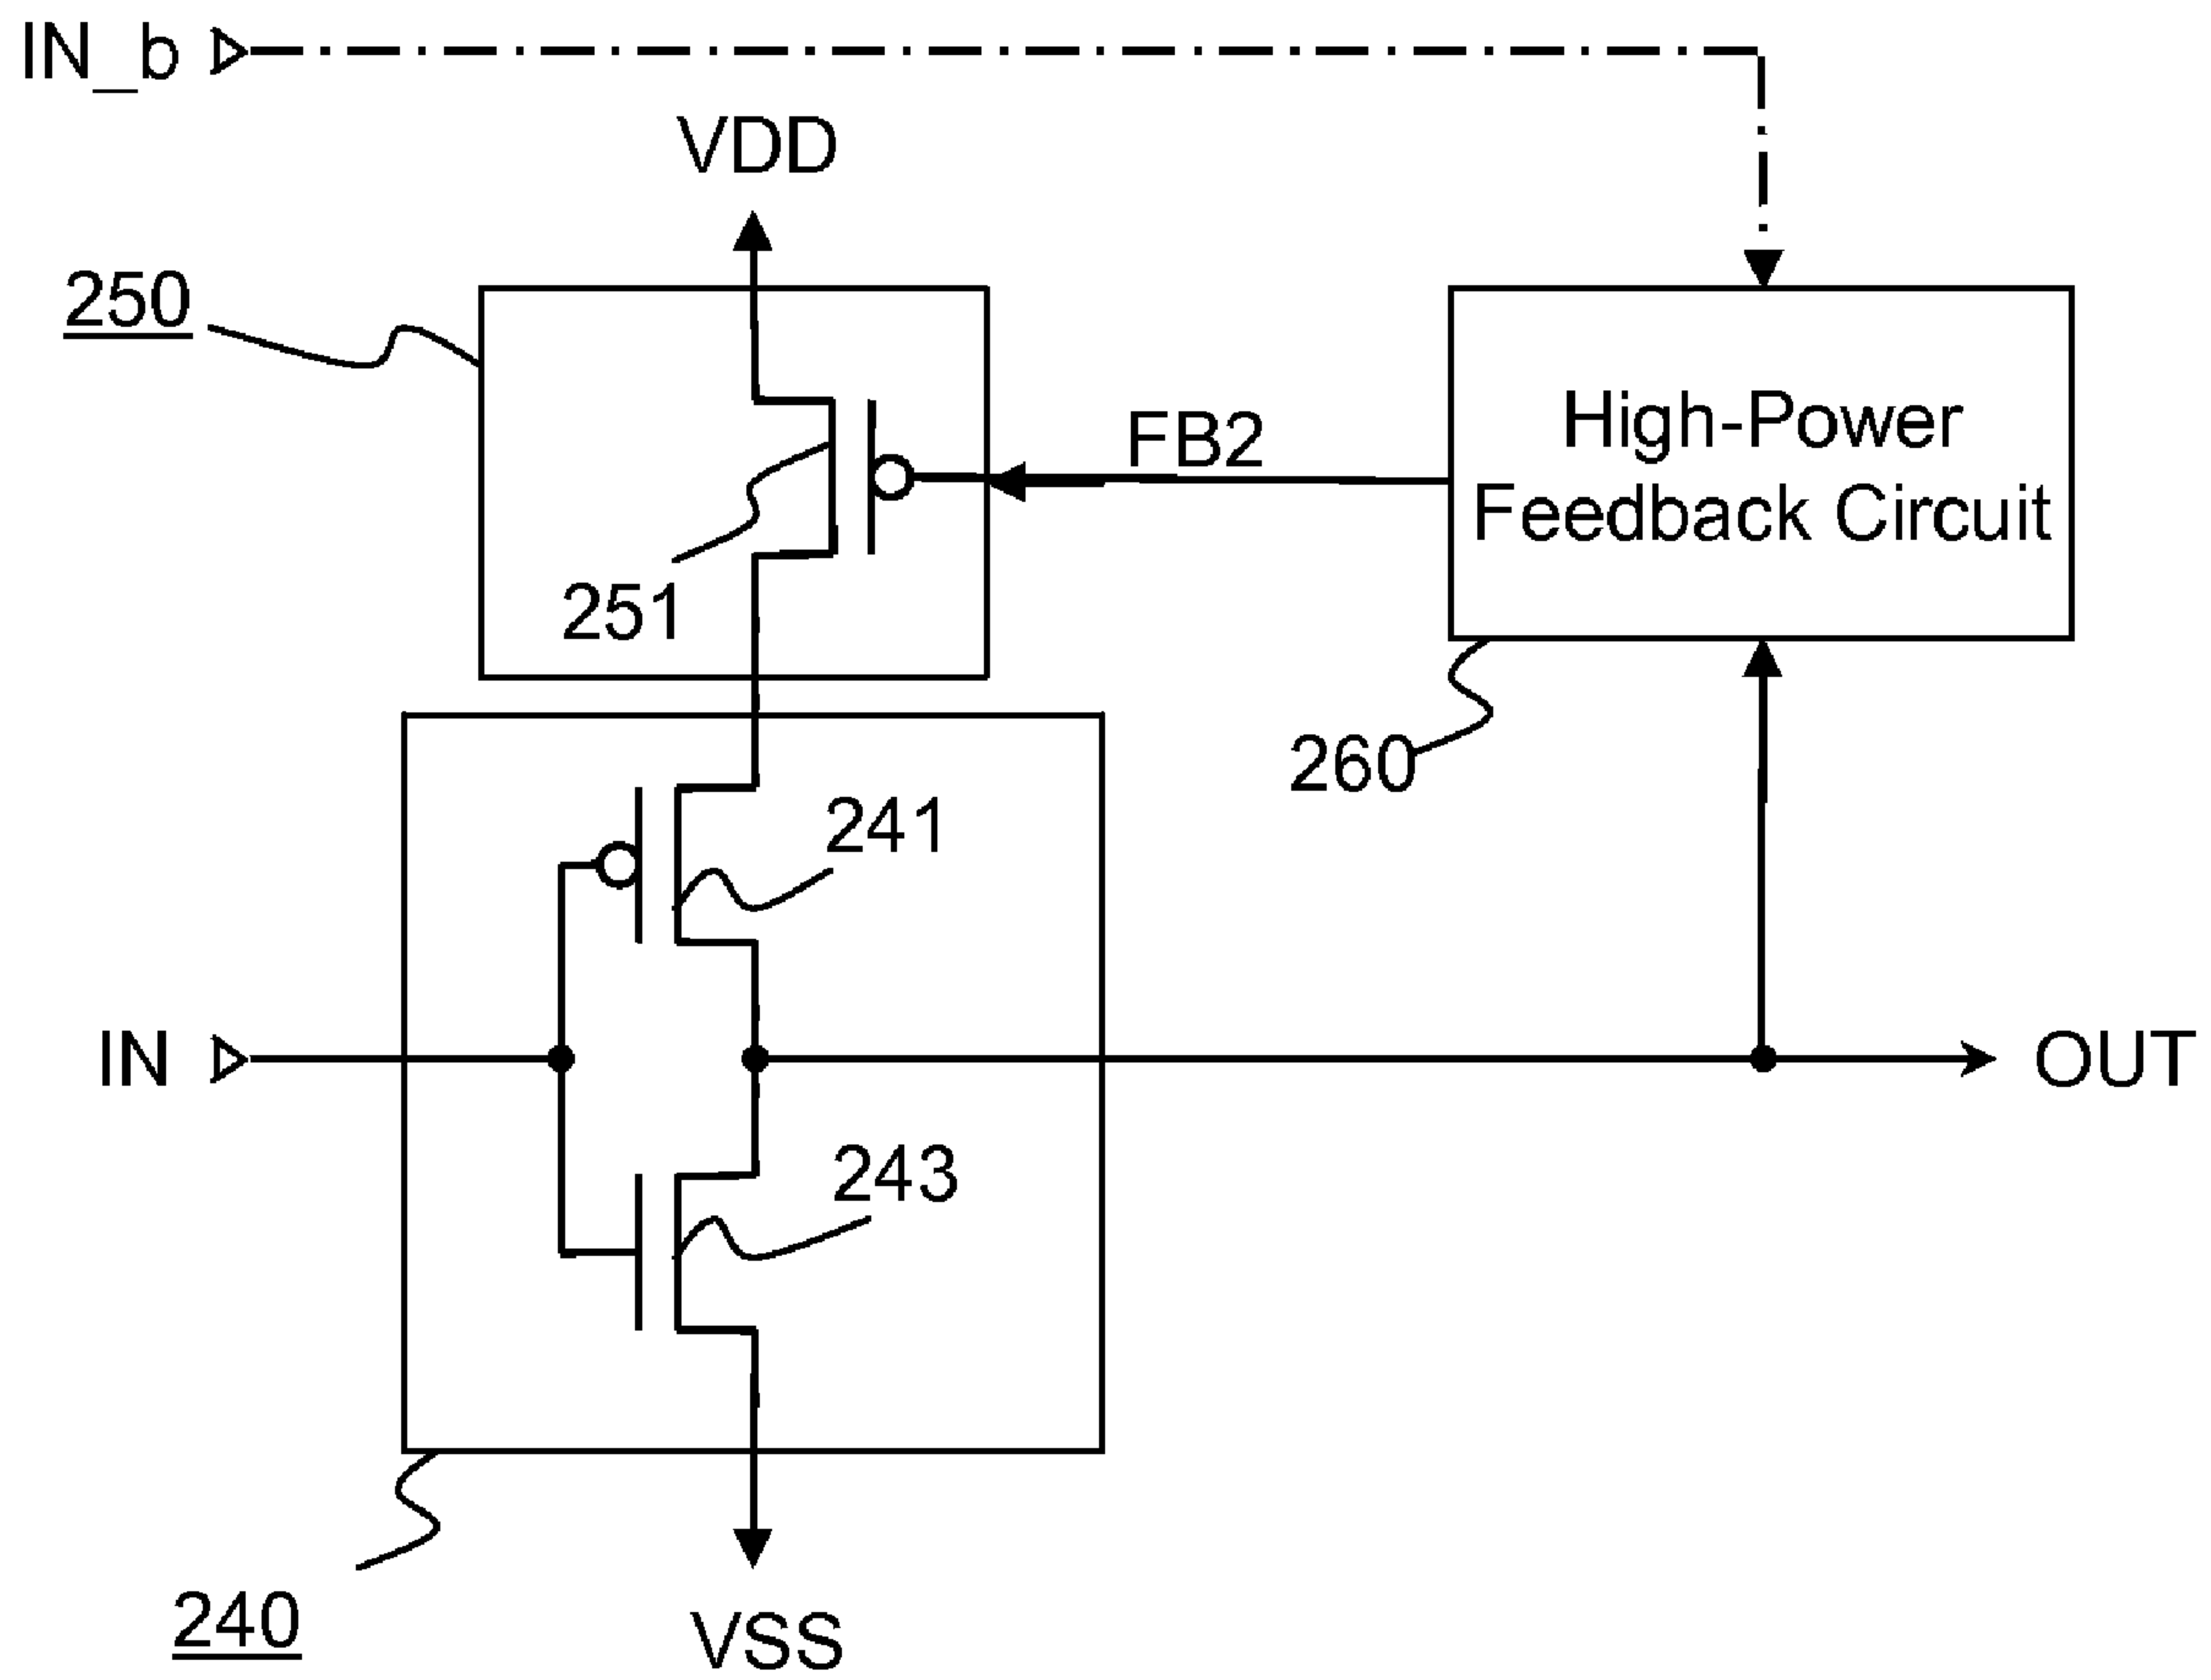 IN_b
VDD
250
FB2
High-Power
Feedback Circuit
251
260
241
IN
OUT
243
240
VSS